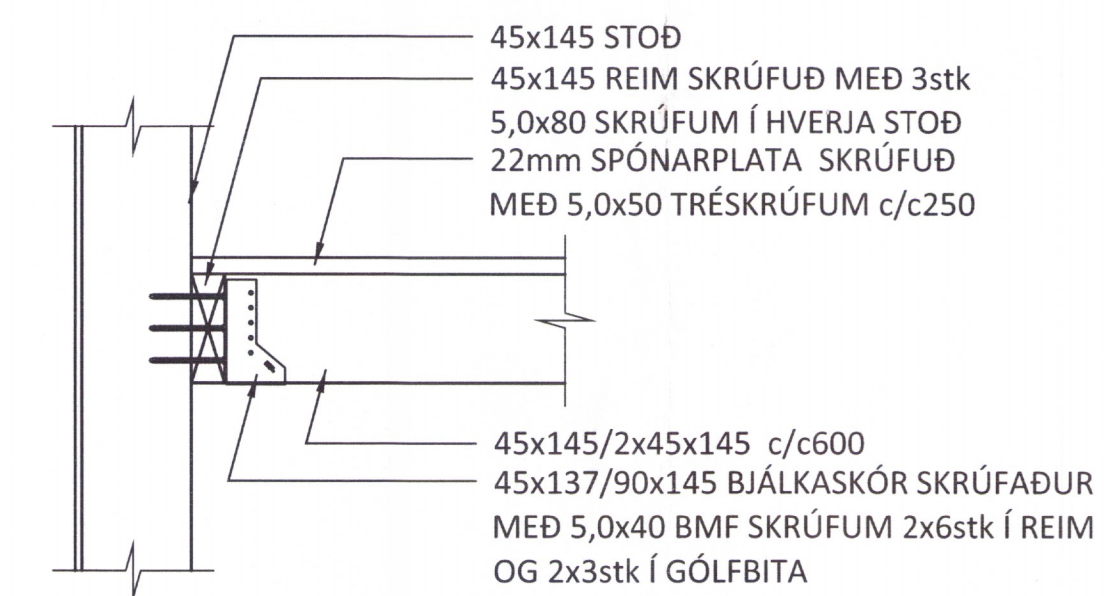 45x145 STOÐ
45x145 REIM SKRÚFUÐ MEÐ 3stk
5,0x80 SKRÚFUM Í HVERJA STOÐ
22mm SPÓNARPLATA SKRÚFUÐ
MEÐ 5,0x50 TRÉSKRÚFUM c/c250
45x145/2x45x145 c/c600
45x137/90x145 BJÁLKASKÓR SKRÚFAÐUR
MEÐ 5,0x40 BMF SKRÚFUM 2x6stk Í REIM
OG 2x3stk Í GÓLFBITA